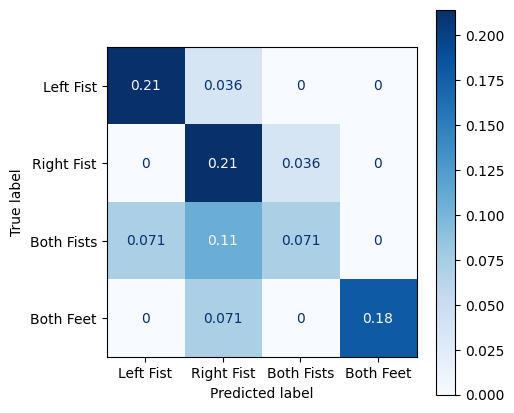 Left Fist 0.21 0.036 0 0
Right Fist 0 0.21 0.036 0
Both Fists 0.071 0.11 0.071 0
Both Feet 0 0.071 0 0.18
Left Fist Right Fist Both Fists Both Feet
Predicted label
True label
0.200
0.175
0.150
0.125
0.100
0.075
0.050
0.025
0.000